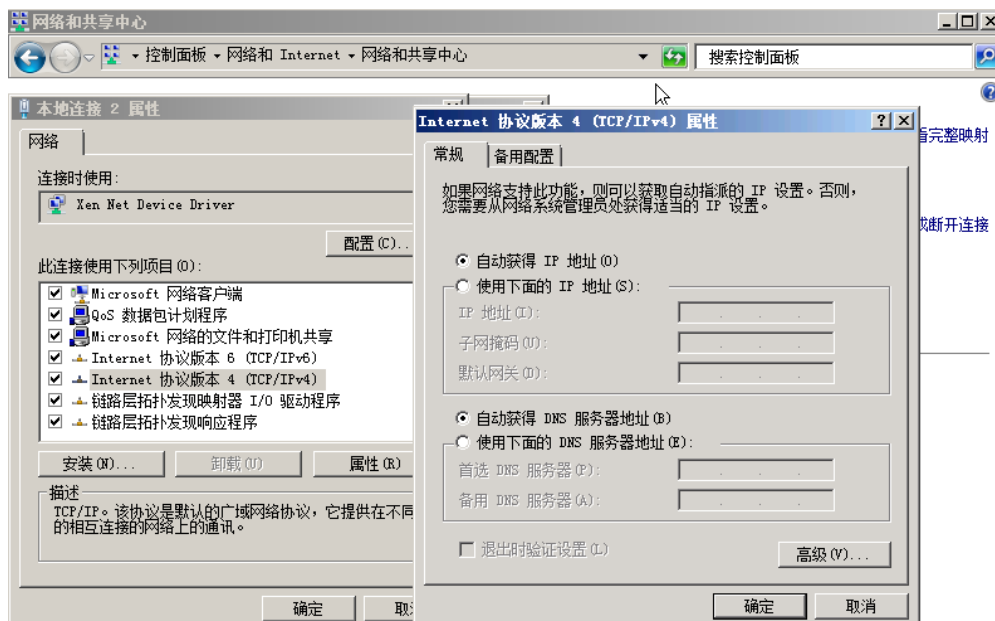 网络和共享中心
控制面板 网络和 Internet 网络和共享中心
搜索控制面板
看完整映射
或断开连接
本地连接 2 属性
网络
连接时使用:
Xen Net Device Driver
配置(C)..
此连接使用下列项目(O):
Microsoft 网络客户端
QoS 数据包计划程序
Microsoft 网络的文件和打印机共享
Internet 协议版本 6 (TCP/IPv6)
Internet 协议版本 4 (TCP/IPv4)
链路层拓扑发现映射器 I/O 驱动程序
链路层拓扑发现响应程序
安装(N)...
卸载(U)
属性(R)
描述
TCP/IP。该协议是默认的广域网络协议，它提供在不同
的相互连接的网络上的通讯。
确定
取
Internet 协议版本 4 (TCP/IPv4) 属性
常规
备用配置
如果网络支持此功能，则可以获取自动指派的 IP 设置。否则，
您需要从网络系统管理员处获得适当的 IP 设置。
自动获得 IP 地址(O)
使用下面的 IP 地址(S):
IP 地址(I):
子网掩码(U):
默认网关(D):
自动获得 DNS 服务器地址(B)
使用下面的 DNS 服务器地址(E):
首选 DNS 服务器(P):
备用 DNS 服务器(A):
退出时验证设置(L)
高级(V)...
确定
取消